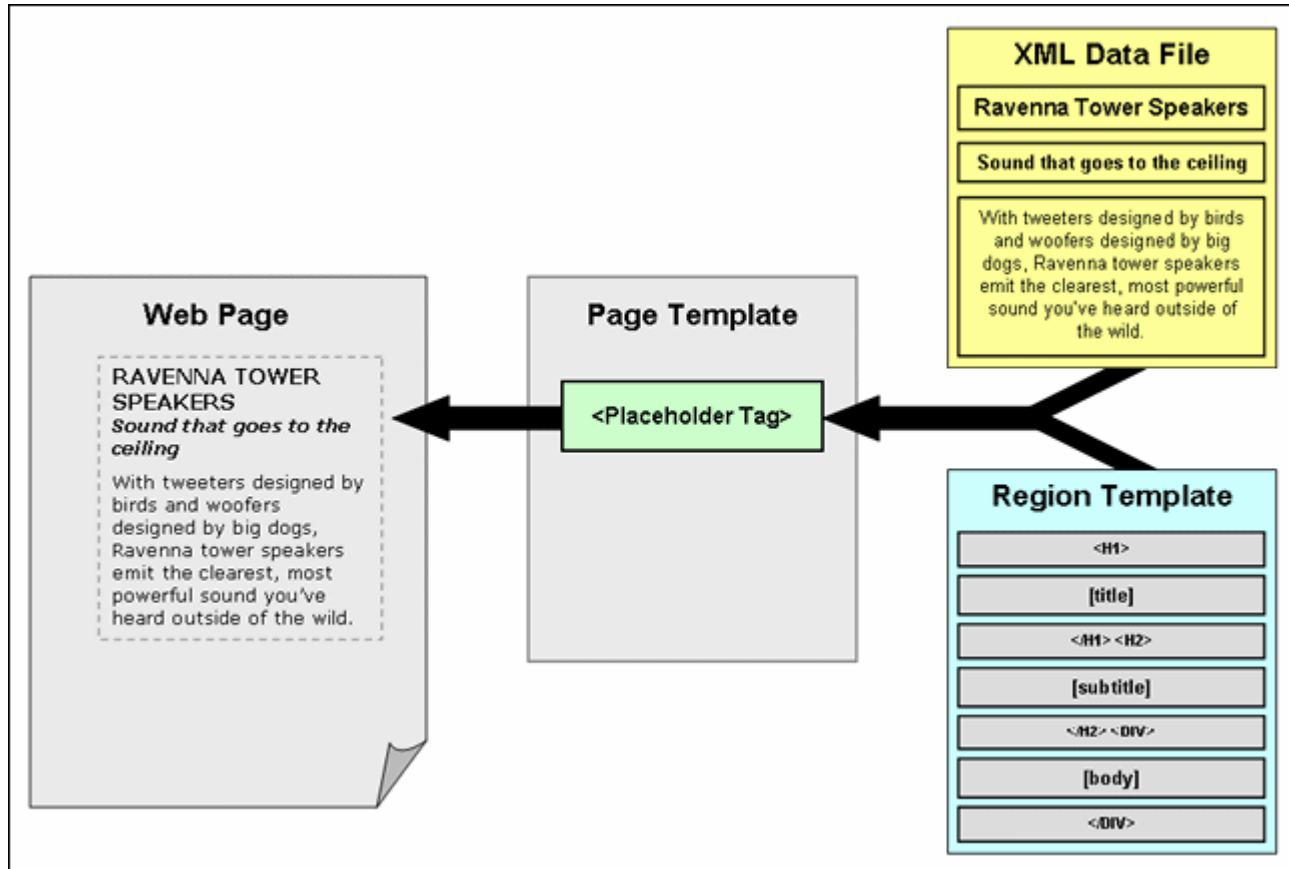 Web Page
RAVENNA TOWER
SPEAKERS
Sound that goes to the
ceiling
With tweeters designed by
birds and woofers
designed by big dogs,
Ravenna tower speakers
emit the clearest, most
powerful sound you've
heard outside of the wild.
Page Template
<Placeholder Tag>
XML Data File
Ravenna Tower Speakers
Sound that goes to the ceiling
With tweeters designed by birds
and woofers designed by big
dogs, Ravenna tower speakers
emit the clearest, most powerful
sound you've heard outside of
the wild.
Region Template
<H1>
[title]
</H1> <H2>
[subtitle]
</H2> <DIV>
[body]
</DIV>